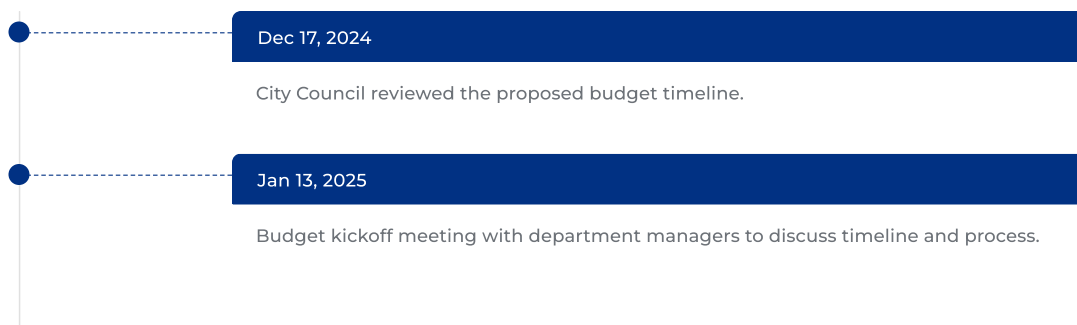 Dec 17, 2024
City Council reviewed the proposed budget timeline.
Jan 13, 2025
Budget kickoff meeting with department managers to discuss timeline and process.